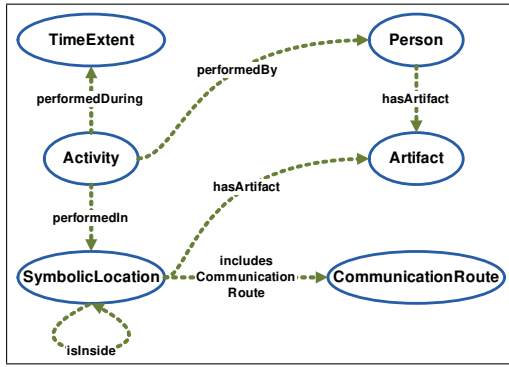 TimeExtent
Person
performedBy
performedDuring
hasArtifact
Activity
Artifact
hasArtifact
performedIn
includes
Communication
Route
SymbolicLocation
CommunicationRoute
isInside